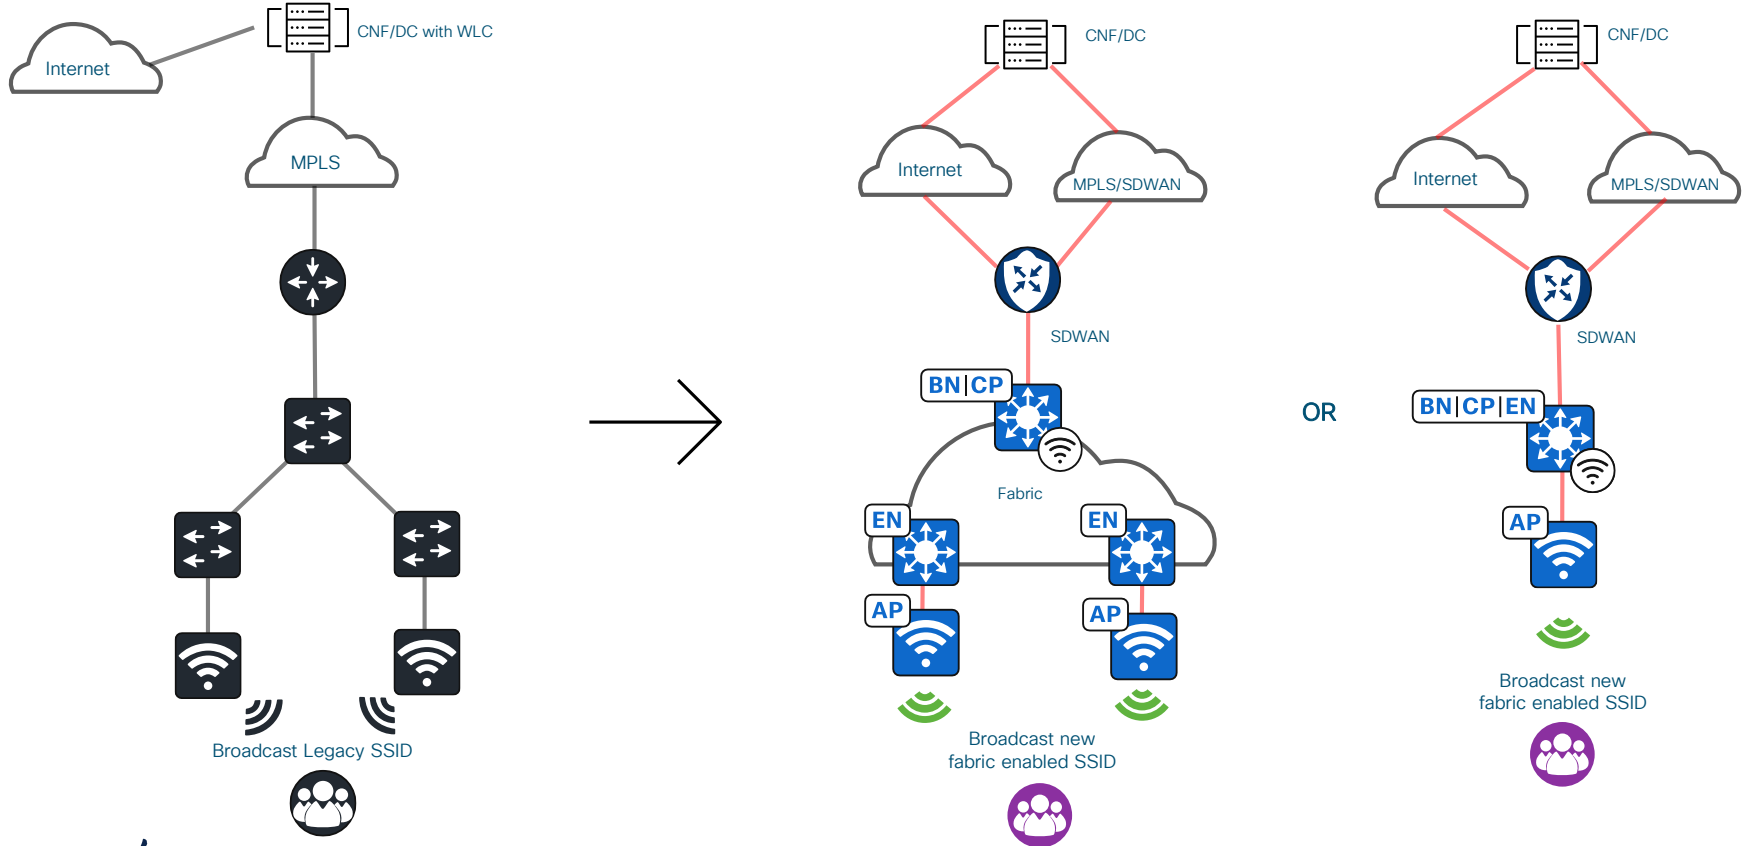 CNF/DC with WLC
Internet
MPLS
Broadcast Legacy SSID
CNF/DC
Internet
MPLS/SDWAN
SDWAN
BN|CP
Fabric
EN
EN
AP
AP
Broadcast new
fabric enabled SSID
OR
CNF/DC
Internet
MPLS/SDWAN
SDWAN
BN|CP|EN
AP
Broadcast new
fabric enabled SSID